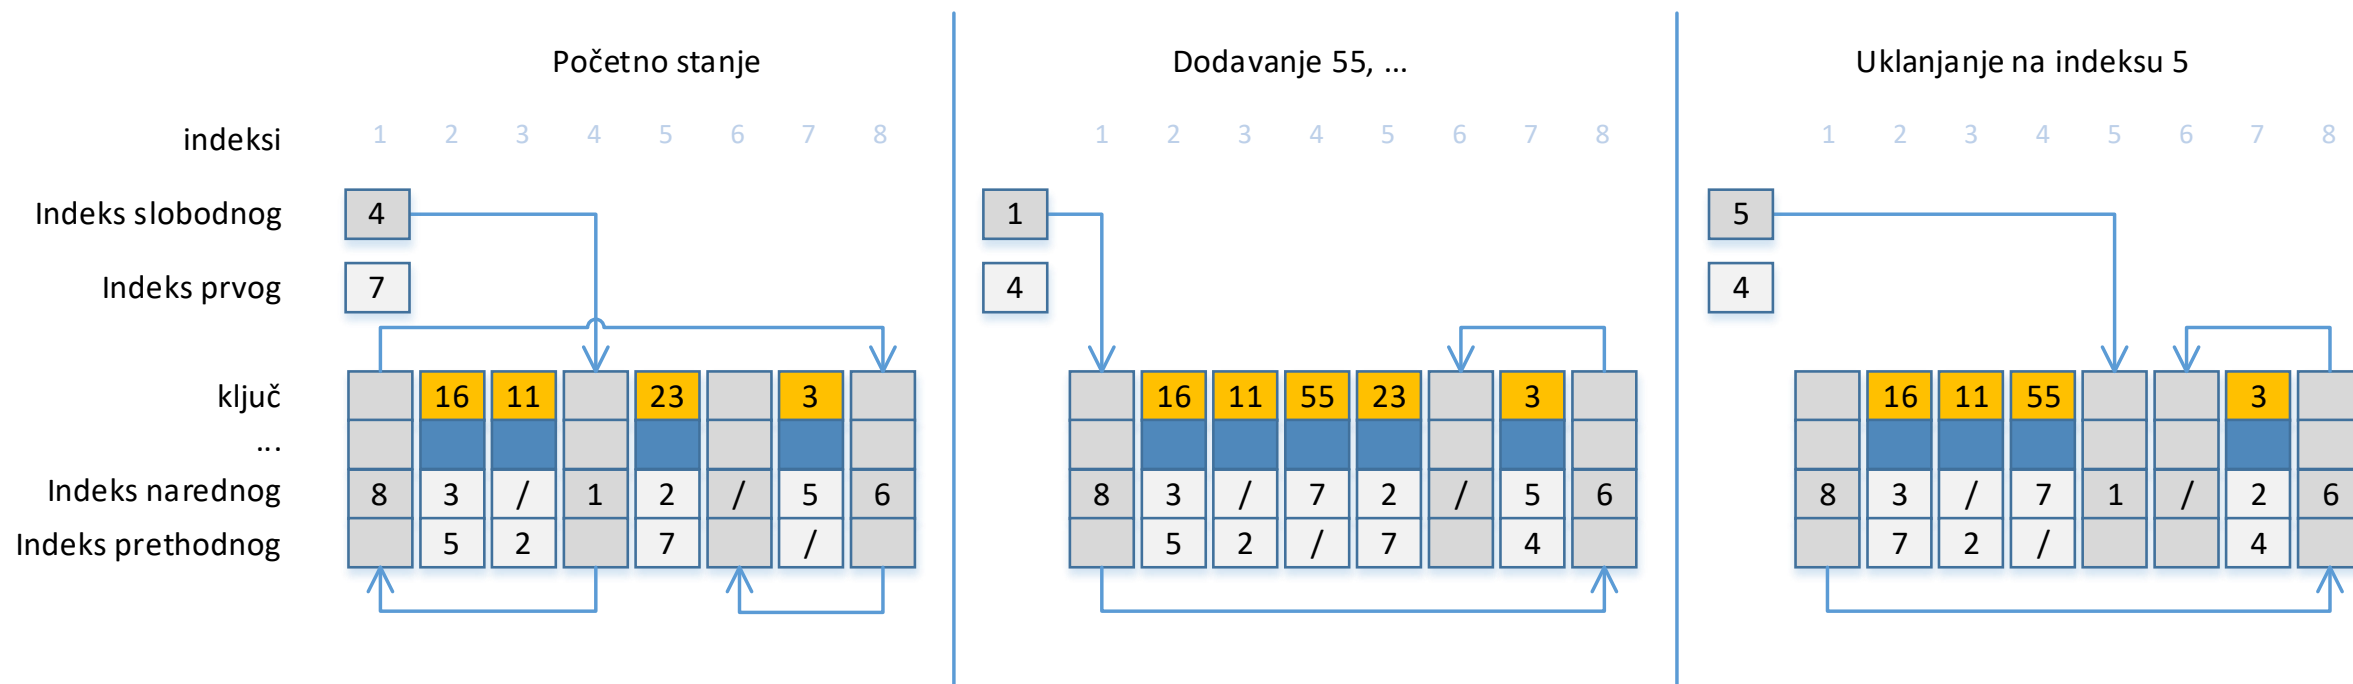 Početno stanje Dodavanje 55, ... Uklanjanje na indeksu 5
indeksi 1 2 3 4 5 6 7 8 1 2 3 4 5 6 7 8 1 2 3 4 5 6 7 8
Indeks slobodnog 4 1 5
Indeks prvog 7 4 4
ključ 16 11 23 3 16 11 55 23 3 16 11 55 3
...
Indeks narednog 8 3 / 1 2 / 5 6 8 3 / 7 2 / 5 6 8 3 / 7 1 / 2 6
Indeks prethodnog 5 2 7 / 5 2 / 7 4 7 2 / 4